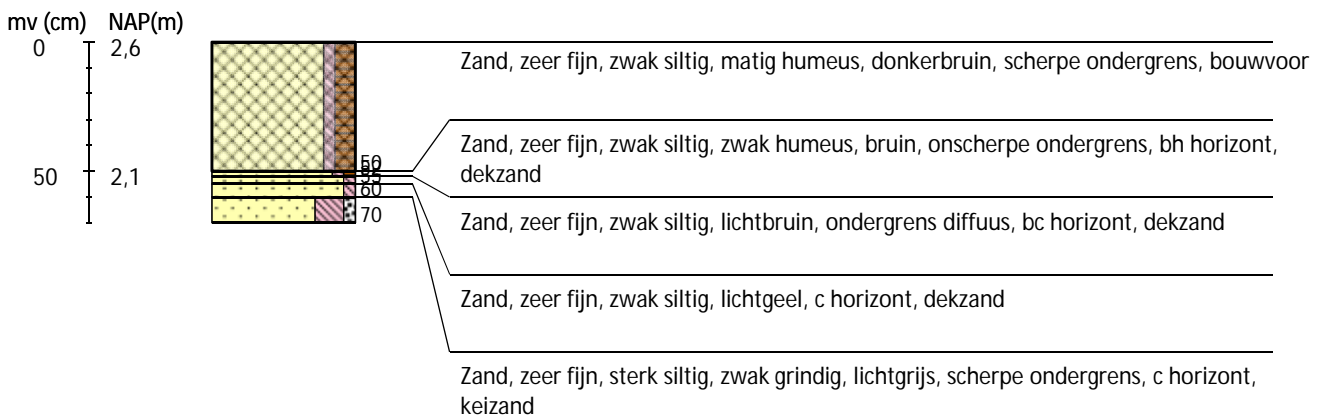 mv (cm) NAP(m)
0 2,6
Zand, zeer fijn, zwak siltig, matig humeus, donkerbruin, scherpe ondergrens, bouwvoor
Zand, zeer fijn, zwak siltig, zwak humeus, bruin, onscherpe ondergrens, bh horizont,
dekzand
50
50 2,1
60
70
Zand, zeer fijn, zwak siltig, lichtbruin, ondergrens diffuus, bc horizont, dekzand
Zand, zeer fijn, zwak siltig, lichtgeel, c horizont, dekzand
Zand, zeer fijn, sterk siltig, zwak grindig, lichtgrijs, scherpe ondergrens, c horizont,
keizand